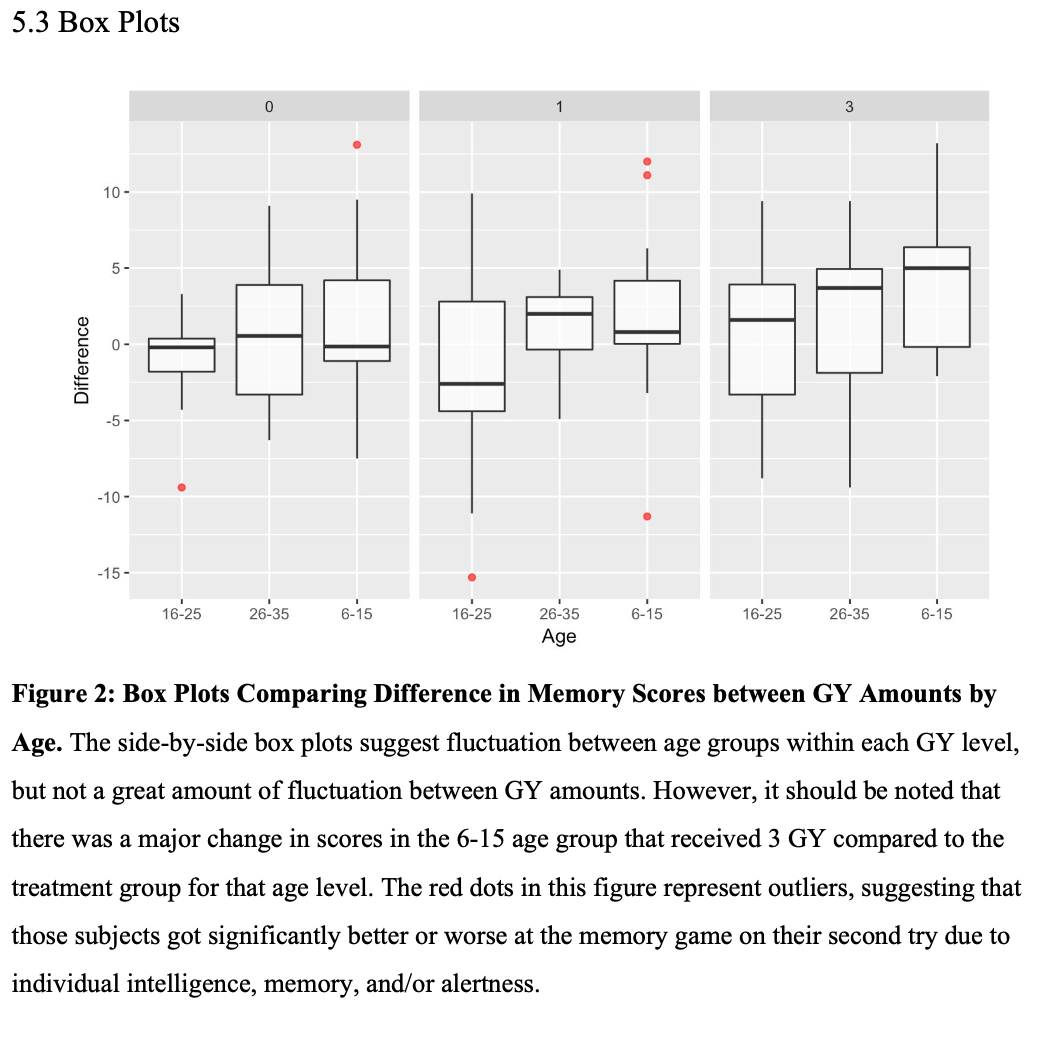 5.3 Box Plots
0 1 3
10
5
0
-5
-10
-15
Difference
16-25 26-35 6-15 16-25 26-35 6-15 16-25 26-35 6-15
Age
Figure 2: Box Plots Comparing Difference in Memory Scores between GY Amounts by
Age. The side-by-side box plots suggest fluctuation between age groups within each GY level,
but not a great amount of fluctuation between GY amounts. However, it should be noted that
there was a major change in scores in the 6-15 age group that received 3 GY compared to the
treatment group for that age level. The red dots in this figure represent outliers, suggesting that
those subjects got significantly better or worse at the memory game on their second try due to
individual intelligence, memory, and/or alertness.